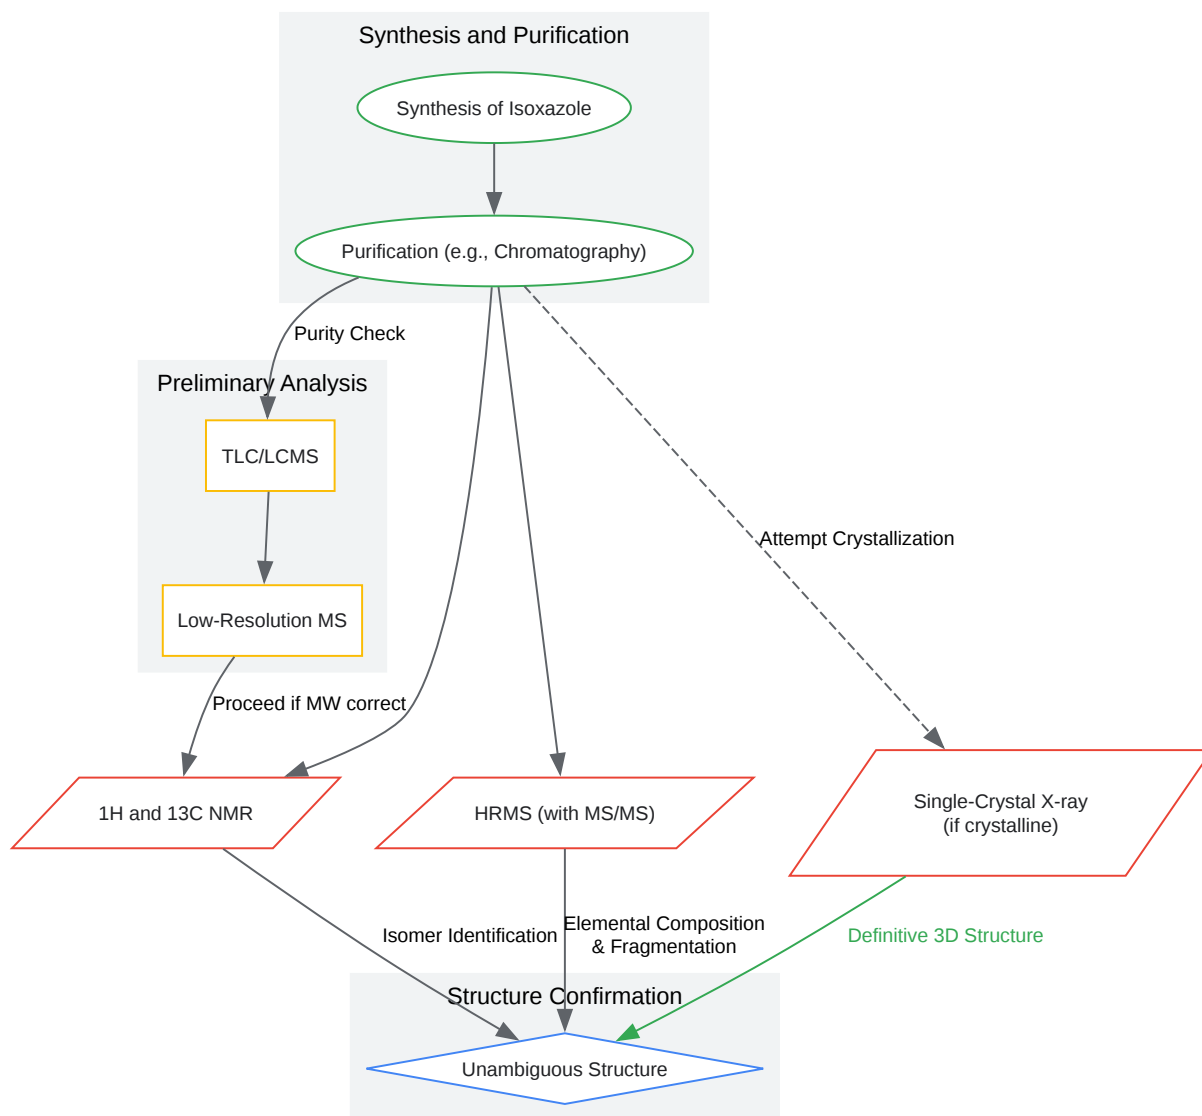 Synthesis and Purification
Synthesis of Isoxazole
Purification (e.g., Chromatography)
Purity Check
Preliminary Analysis
TLC/LCMS
Attempt Crystallization
Low-Resolution MS
Proceed if MW correct
1H and 13C NMR
HRMS (with MS/MS)
Single-Crystal X-ray
(if crystalline)
Isomer Identification
Elemental Composition
& Fragmentation
Definitive 3D Structure
Structure Confirmation
Unambiguous Structure